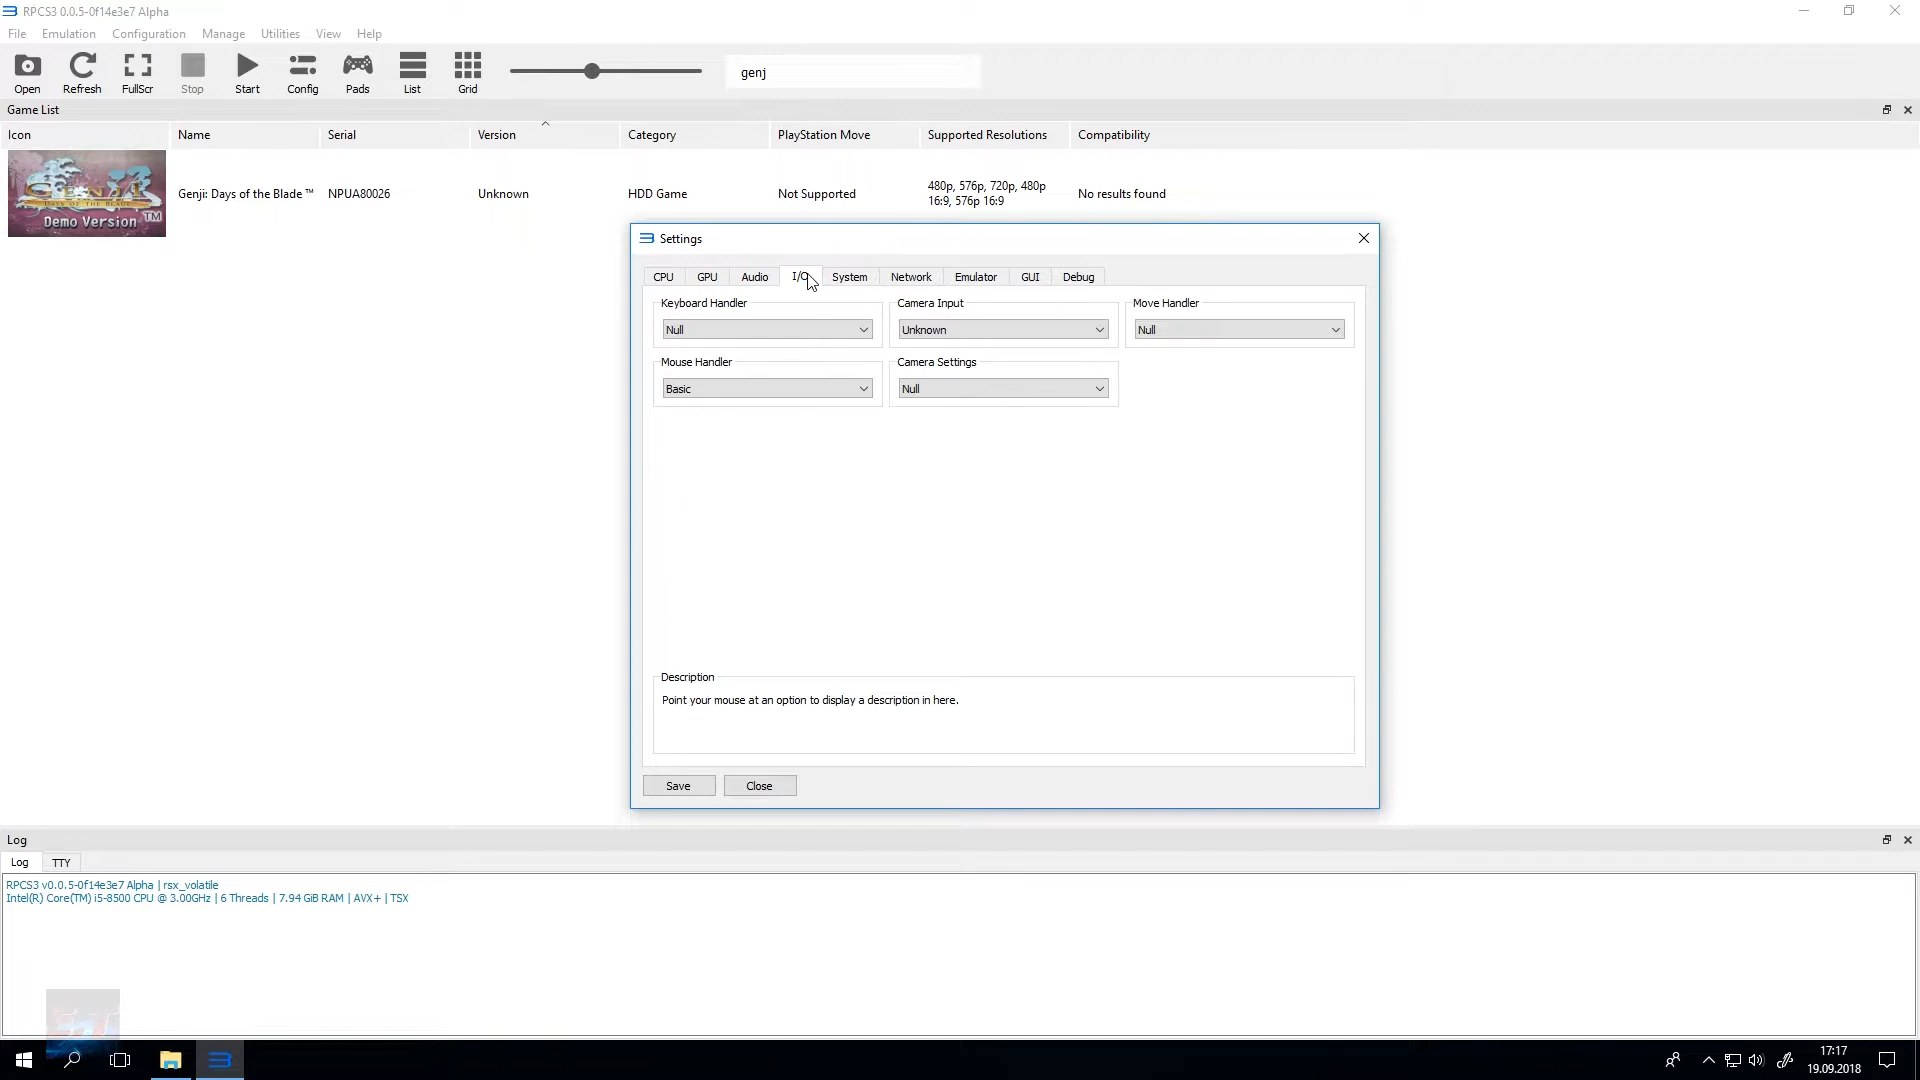 RPCS3 0.0.5-0f14e3e7 Alpha
File Emulation Configuration Manage Utilities View Help
Open Refresh FullScr Stop Start Config Pads List Grid
genj
Game List
Icon Name Serial Version Category PlayStation Move Supported Resolutions Compatibility
GENJI
DAYS OF THE BLADE
Demo Version TM
Genji: Days of the Blade ™ NPUA80026 Unknown HDD Game Not Supported 480p, 576p, 720p, 480p No results found
16:9, 576p 16:9
Settings
CPU GPU Audio I/O System Network Emulator GUI Debug
Keyboard Handler Camera Input Move Handler
Null Unknown Null
Mouse Handler Camera Settings
Basic Null
Description
Point your mouse at an option to display a description in here.
Save Close
Log
Log TTY
RPCS3 v0.0.5-0f14e3e7 Alpha | rsx_volatile
Intel(R) Core(TM) i5-8500 CPU @ 3.00GHz | 6 Threads | 7.94 GiB RAM | AVX+ | TSX
17:17
19.09.2018